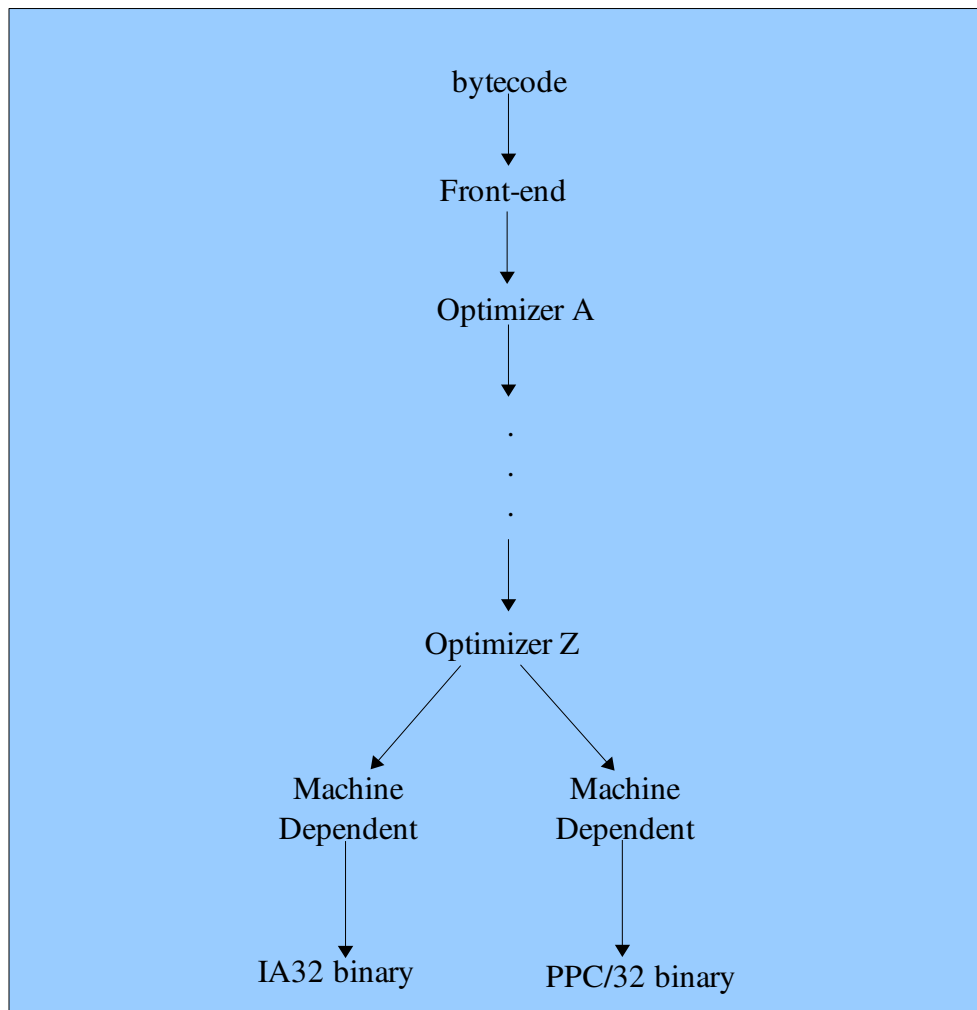 bytecode
Front-end
Optimizer A
.
.
.
Optimizer Z
Machine
Dependent
Machine
Dependent
IA32 binary
PPC/32 binary